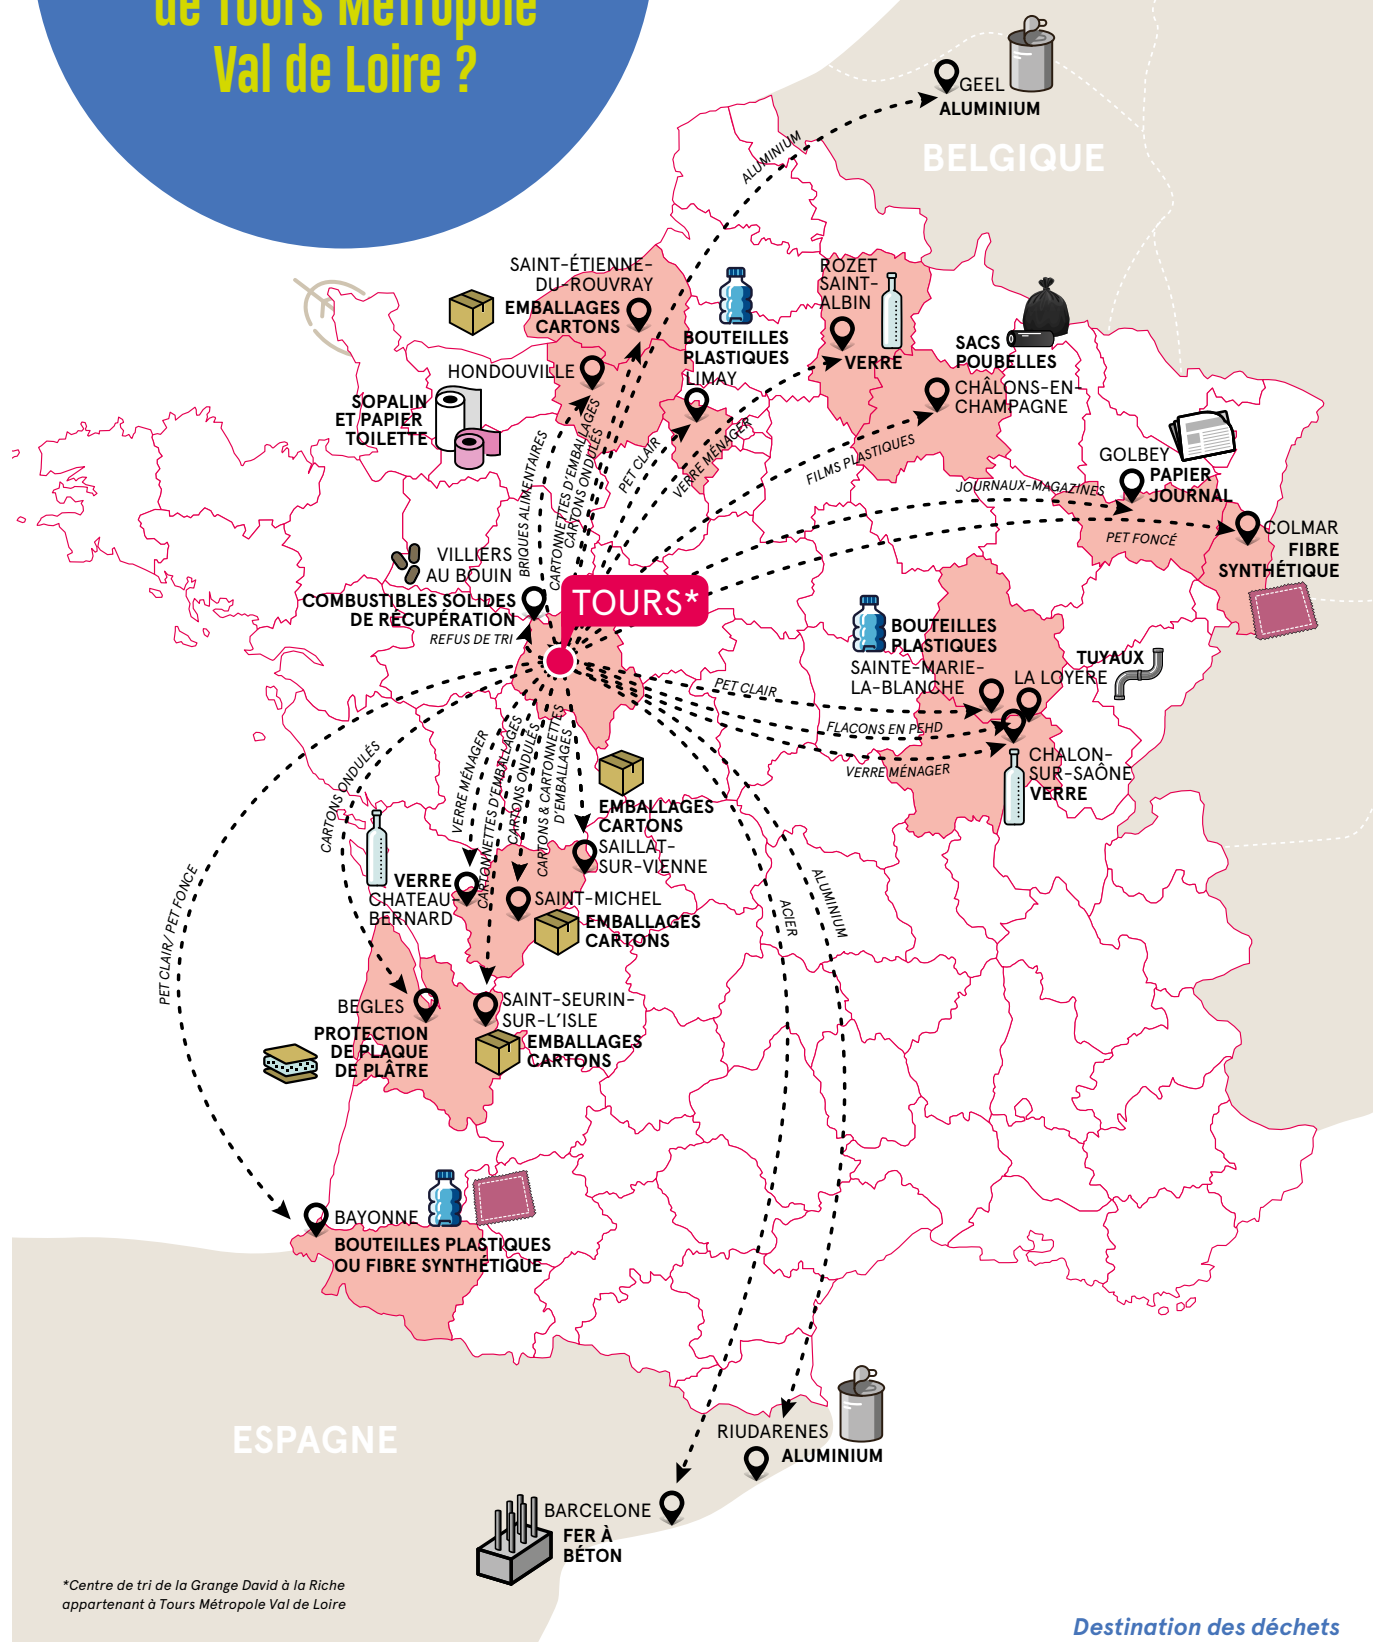 de Tours Métropole
Val de Loire ?
GEEL
ALUMINIUM
BELGIQUE
ALUMINIUM
SAINT-ÉTIENNE-
DU-ROUVRAY
EMBALLAGES
CARTONS
ROZET
SAINT-
ALBIN
VERRE
BOUTEILLES
PLASTIQUES
LIMAY
SACS
POUBELLES
CHÂLONS-EN-
CHAMPAGNE
HONDOUVILLE
SOPALIN
ET PAPIER
TOILETTE
BRIQUES ALIMENTAIRES
CARTONNETTES D'EMBALLAGES
CARTONS ONDULÉS
PET CLAIR
VERRE MÉNAGER
FILMS PLASTIQUES
GOLBEY
PAPIER
JOURNAL
JOURNAUX-MAGAZINES
PET FONCÉ
COLMAR
FIBRE
SYNTHÉTIQUE
VILLIERS
AU BOUIN
COMBUSTIBLES SOLIDES
DE RÉCUPÉRATION
REFUS DE TRI
TOURS*
BOUTEILLES
PLASTIQUES
SAINTE-MARIE-
LA-BLANCHE
TUYAUX
LA LOYÈRE
PET CLAIR
FLACONS EN PEHD
VERRE MÉNAGER
CHALON-
SUR-SAÔNE
VERRE
CARTONS ONDULÉS
VERRE MÉNAGER
CARTONNETTES D'EMBALLAGES
CARTONS ONDULÉS
CARTONS & CARTONNETTES
D'EMBALLAGES
EMBALLAGES
CARTONS
SAILLAT-
SUR-VIENNE
VERRE
CHATEAU-
BERNARD
SAINT-MICHEL
EMBALLAGES
CARTONS
PET CLAIR/ PET FONCE
ACIER
ALUMINIUM
BEGLES
PROTECTION
DE PLAQUE
DE PLÂTRE
SAINT-SEURIN-
SUR-L'ISLE
EMBALLAGES
CARTONS
BAYONNE
BOUTEILLES PLASTIQUES
OU FIBRE SYNTHÉTIQUE
ESPAGNE
RIUDARENES
ALUMINIUM
BARCELONE
FER À
BÉTON
*Centre de tri de la Grange David à la Riche
appartenant à Tours Métropole Val de Loire
Destination des déchets